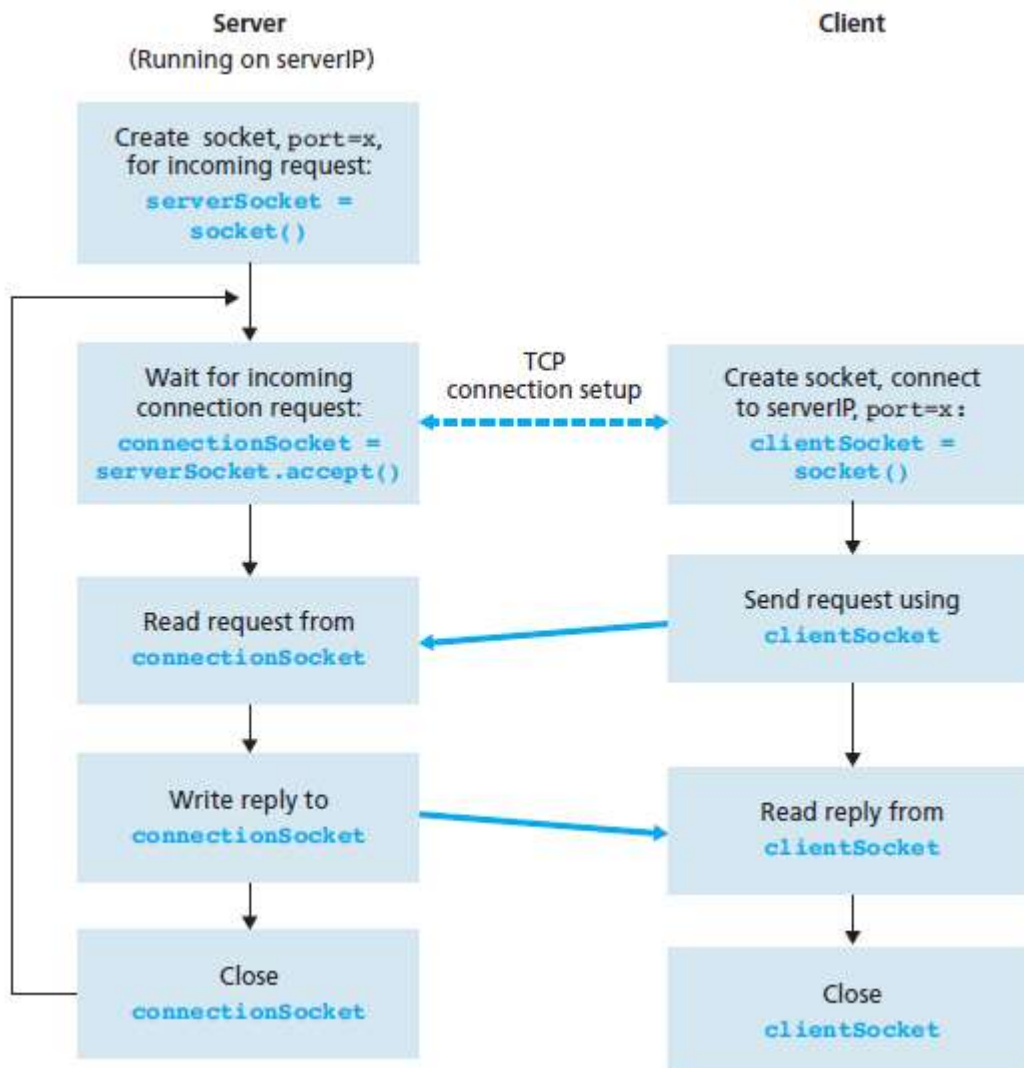 Server
(Running on serverIP)
Client
Create socket, port=x,
for incoming request:
serverSocket =
socket()
Wait for incoming
connection request:
connectionSocket =
serverSocket.accept()
TCP
connection setup
Create socket, connect
to serverIP, port=x:
clientSocket =
socket()
Read request from
connectionSocket
Send request using
clientSocket
Write reply to
connectionSocket
Read reply from
clientSocket
Close
connectionSocket
Close
clientSocket